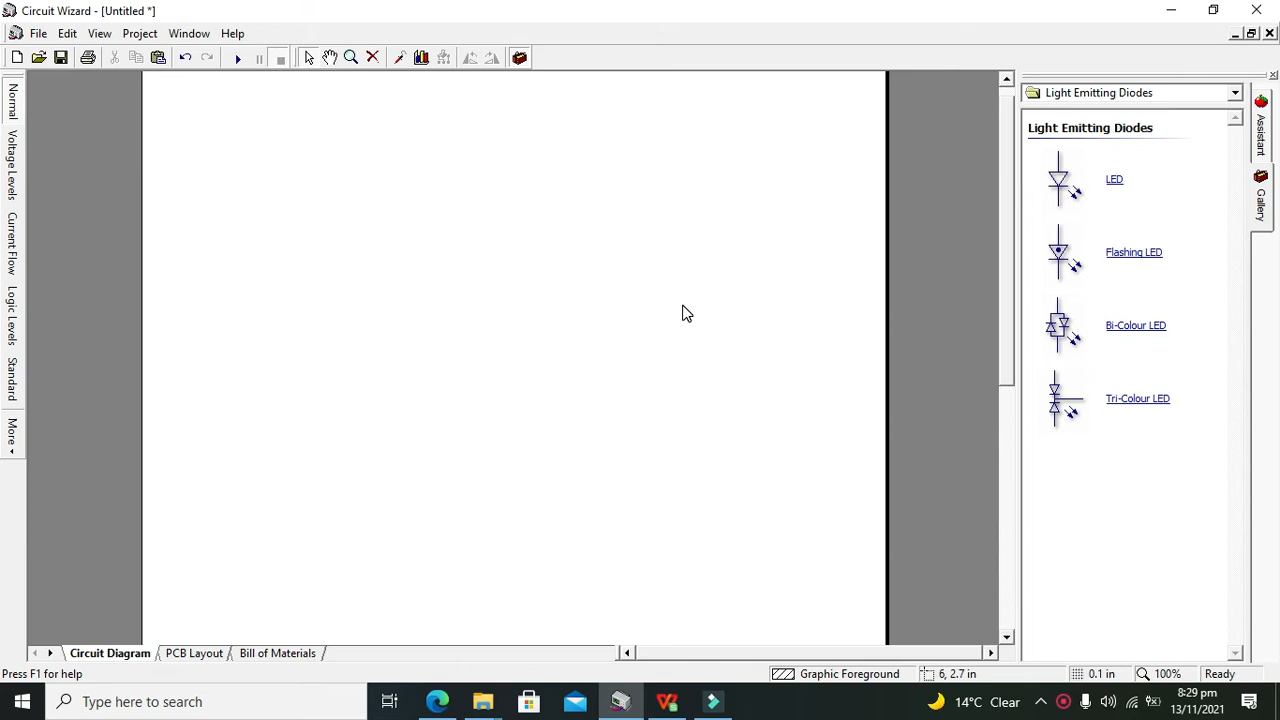 Circuit Wizard - [Untitled *]
File Edit View Project Window Help
Normal
Voltage Levels
Current Flow
Logic Levels
Standard
More
Light Emitting Diodes
Light Emitting Diodes
LED
Flashing LED
Bi-Colour LED
Tri-Colour LED
Assistant
Gallery
Circuit Diagram PCB Layout Bill of Materials
Press F1 for help Graphic Foreground 6, 2.7 in 0.1 in 100% Ready
Type here to search 14°C Clear 8:29 pm
13/11/2021